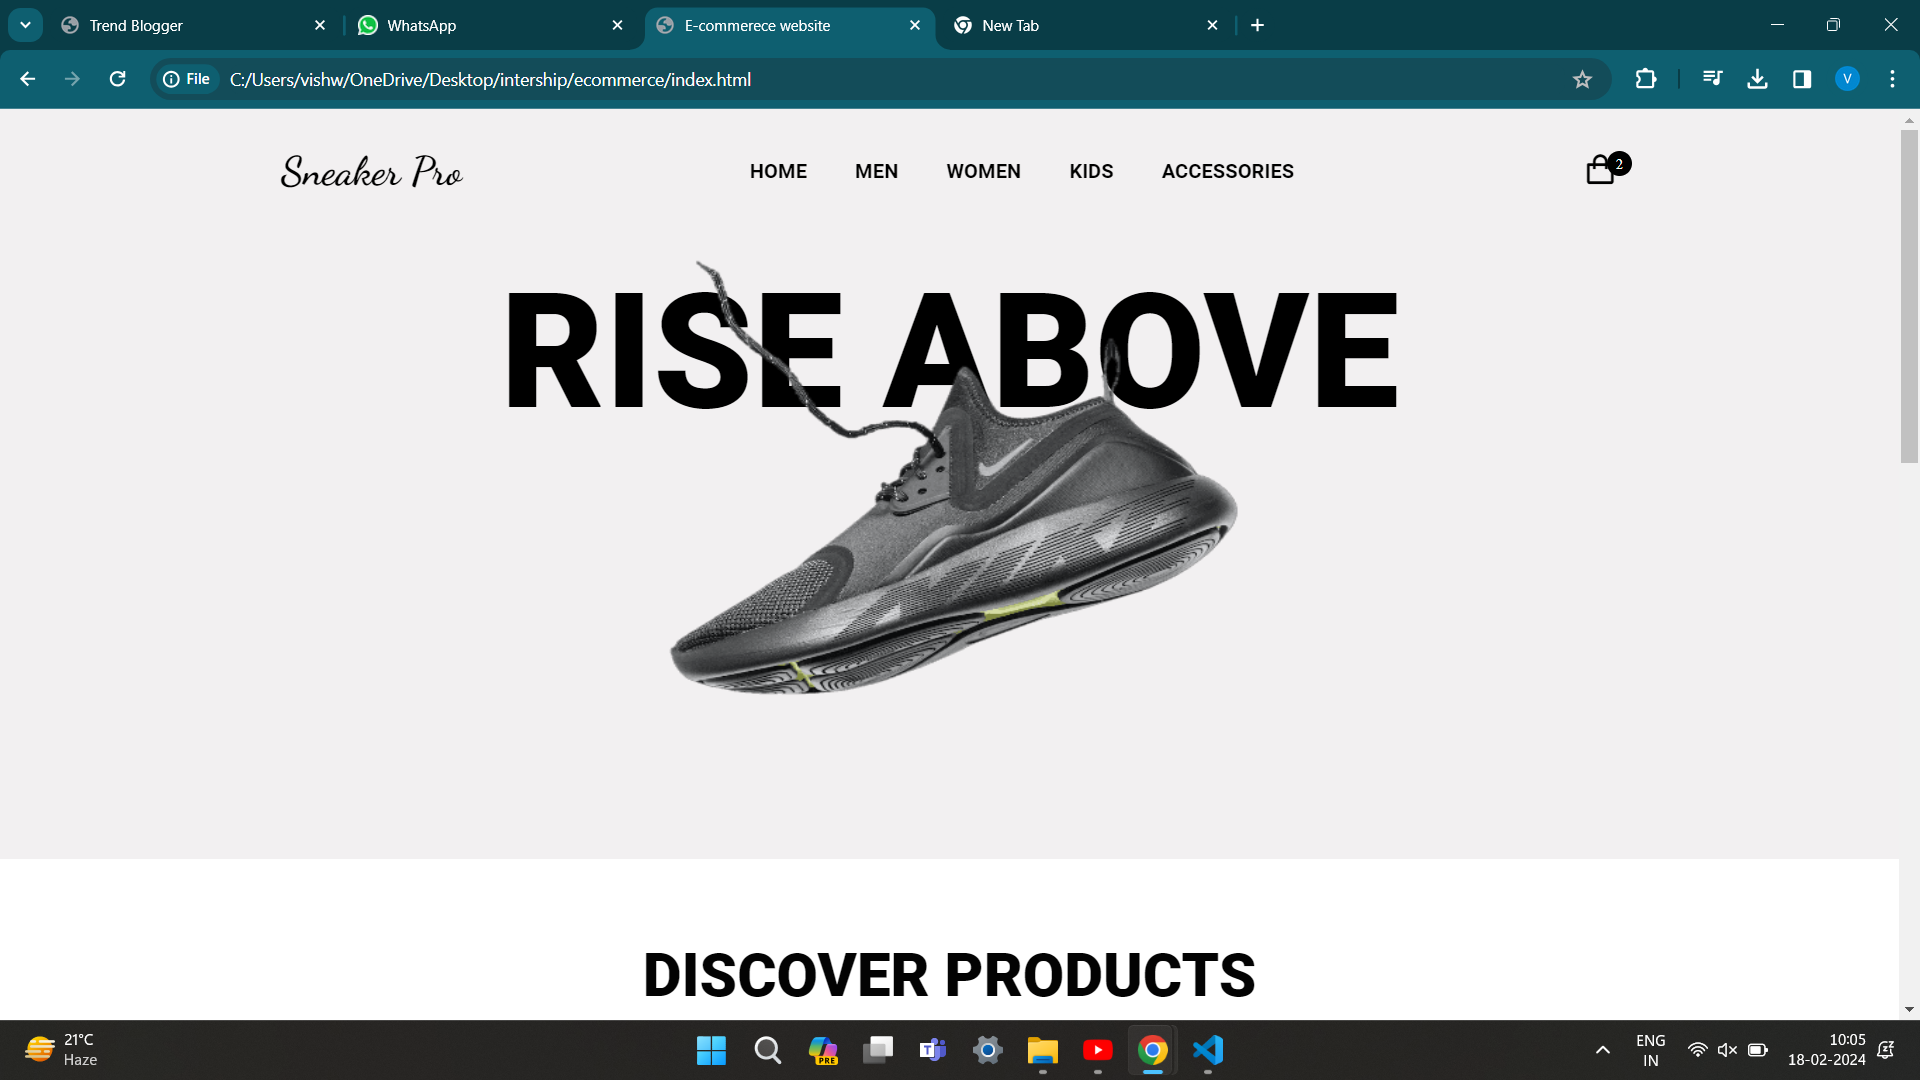 Trend Blogger
WhatsApp
E-commerece website
New Tab
File
C:/Users/vishw/OneDrive/Desktop/intership/ecommerce/index.html
V
Sneaker Pro
HOME
MEN
WOMEN
KIDS
ACCESSORIES
2
RISE ABOVE
DISCOVER PRODUCTS
21°C
Haze
PRE
ENG
IN
10:05
18-02-2024